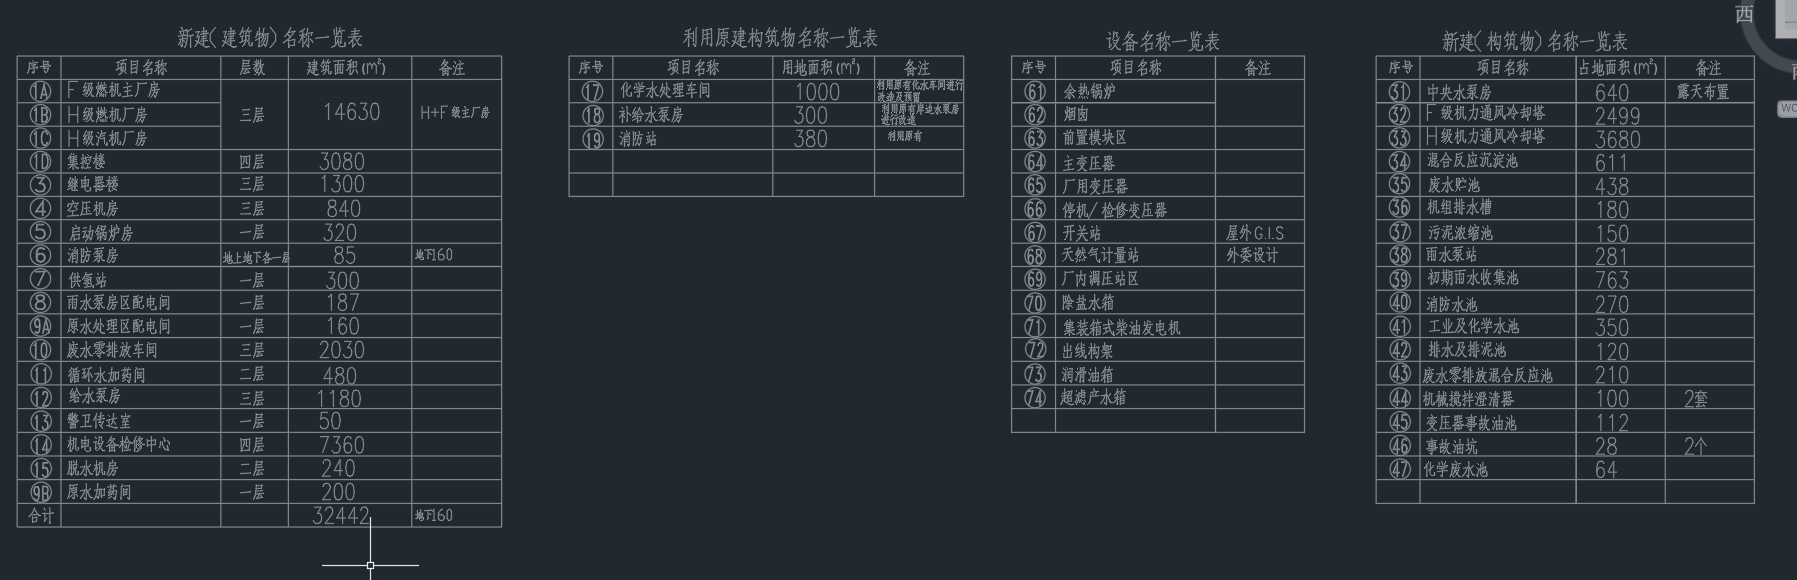 新建(建筑物)名称一览表
序号 项目名称 层数 建筑面积(m²) 备注
1A F级燃机主厂房
1B H级燃机厂房 三层 14630 H+F级主厂房
1C H级汽机厂房
1D 集控楼 四层 3080
3 继电器楼 三层 1300
4 空压机房 三层 840
5 启动锅炉房 一层 320
6 消防泵房 地上地下各一层 85 地下160
7 供氢站 一层 300
8 雨水泵房区配电间 一层 187
9A 原水处理区配电间 一层 160
10 废水零排放车间 三层 2030
11 循环水加药间 二层 480
12 给水泵房 三层 1180
13 警卫传达室 一层 50
14 机电设备检修中心 四层 7360
15 脱水机房 二层 240
9B 原水加药间 一层 200
合计 32442 地下160
利用原建构筑物名称一览表
序号 项目名称 用地面积(m²) 备注
17 化学水处理车间 1000 利用原有化水车间进行
改造及预留
18 补给水泵房 300 利用原有岸边水泵房
进行改造
19 消防站 380 利用原有
设备名称一览表
序号 项目名称 备注
61 余热锅炉
62 烟囱
63 前置模块区
64 主变压器
65 厂用变压器
66 停机/检修变压器
67 开关站 屋外G.I.S
68 天然气计量站 外委设计
69 厂内调压站区
70 除盐水箱
71 集装箱式柴油发电机
72 出线构架
73 润滑油箱
74 超滤产水箱
新建(构筑物)名称一览表
序号 项目名称 占地面积(m²) 备注
31 中央水泵房 640 露天布置
32 F级机力通风冷却塔 2499
33 H级机力通风冷却塔 3680
34 混合反应沉淀池 611
35 废水贮池 438
36 机组排水槽 180
37 污泥浓缩池 150
38 雨水泵站 281
39 初期雨水收集池 763
40 消防水池 270
41 工业及化学水池 350
42 排水及排泥池 120
43 废水零排放混合反应池 210
44 机械搅拌澄清器 100 2套
45 变压器事故油池 112
46 事故油坑 28 2个
47 化学废水池 64
西